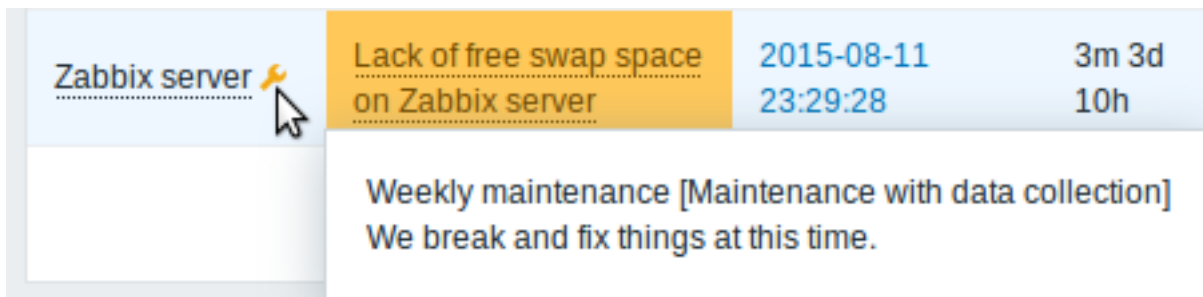 Zabbix server
Lack of free swap space
on Zabbix server
2015-08-11
23:29:28
3m 3d
10h
Weekly maintenance [Maintenance with data collection]
We break and fix things at this time.